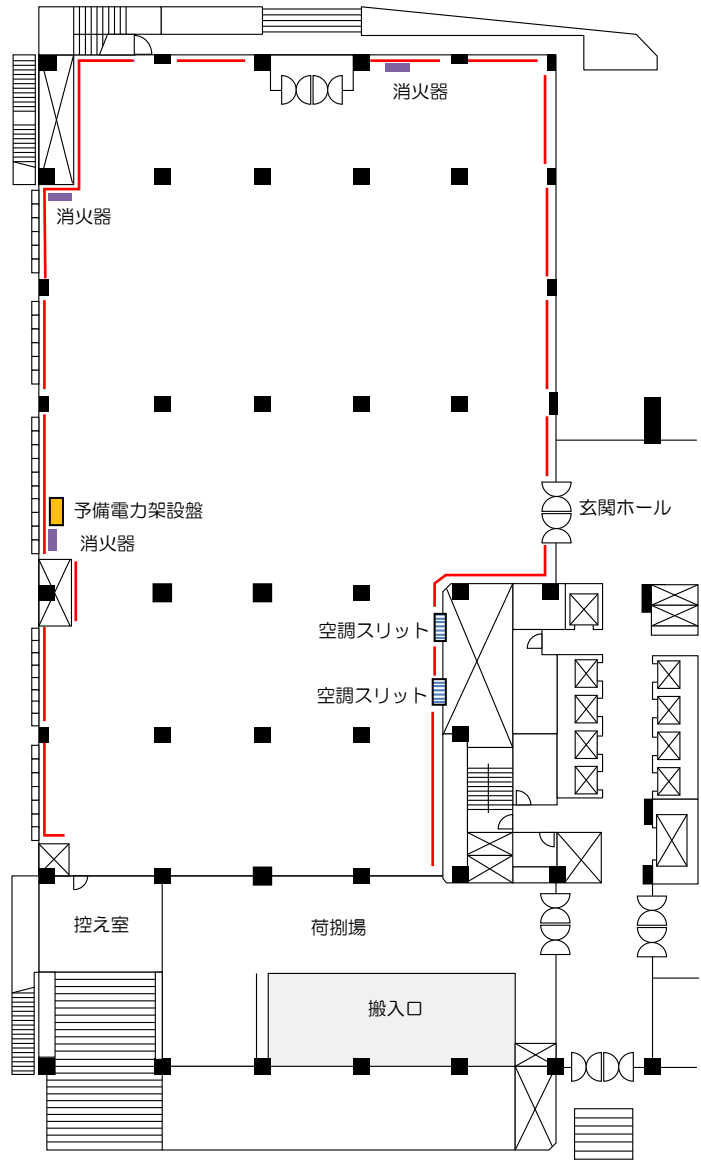 消火器
消火器
予備電力架設盤
玄関ホール
消火器
空調スリット
空調スリット
控え室
荷捌場
搬入口